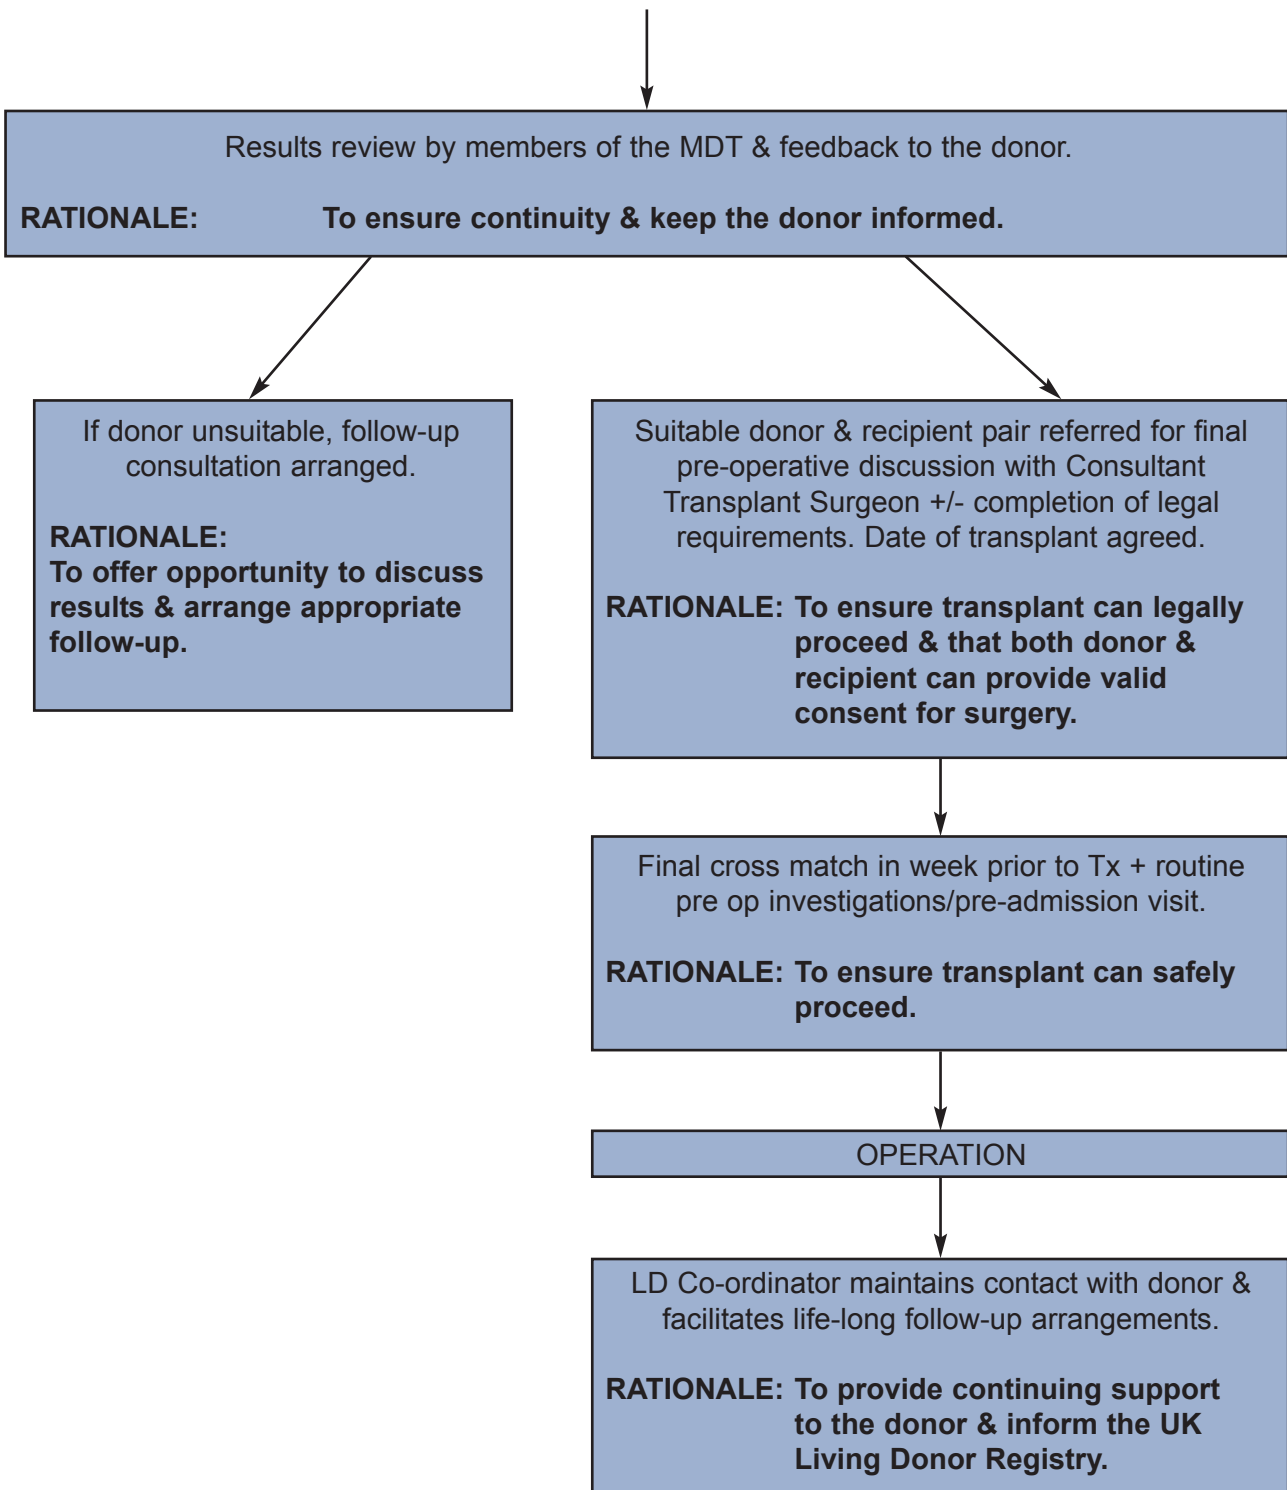 Results review by members of the MDT & feedback to the donor.
RATIONALE: To ensure continuity & keep the donor informed.
If donor unsuitable, follow-up
consultation arranged.
RATIONALE:
To offer opportunity to discuss
results & arrange appropriate
follow-up.
Suitable donor & recipient pair referred for final
pre-operative discussion with Consultant
Transplant Surgeon +/- completion of legal
requirements. Date of transplant agreed.
RATIONALE: To ensure transplant can legally
proceed & that both donor &
recipient can provide valid
consent for surgery.
Final cross match in week prior to Tx + routine
pre op investigations/pre-admission visit.
RATIONALE: To ensure transplant can safely
proceed.
OPERATION
LD Co-ordinator maintains contact with donor &
facilitates life-long follow-up arrangements.
RATIONALE: To provide continuing support
to the donor & inform the UK
Living Donor Registry.